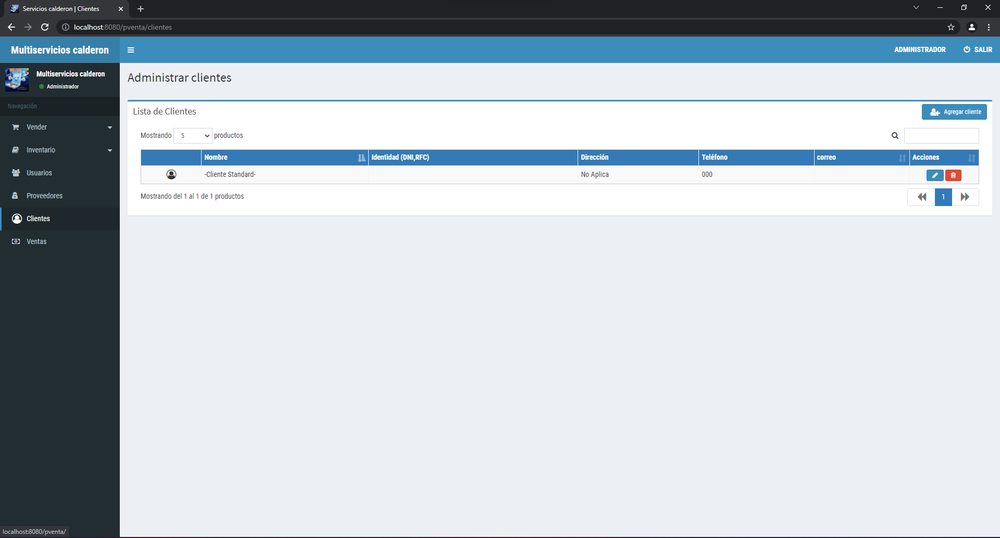 Servicios calderon | Clientes
localhost:8080/pventa/clientes
Multiservicios calderon
ADMINISTRADOR
SALIR
Multiservicios calderon
Administrador
Navegación
Vender
Inventario
Usuarios
Proveedores
Clientes
Ventas
Administrar clientes
Lista de Clientes
Agregar cliente
Mostrando 5 productos
Nombre Identidad (DNI,RFC) Dirección Teléfono correo Acciones
-Cliente Standard- No Aplica 000
Mostrando del 1 al 1 de 1 productos
1
localhost:8080/pventa/